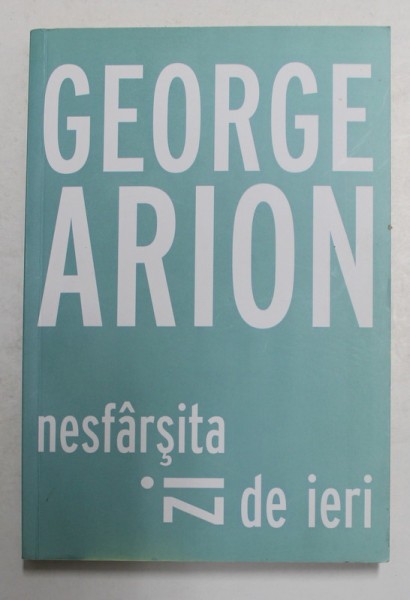 GEORGE
ARION
nesfârşita
zi
de ieri